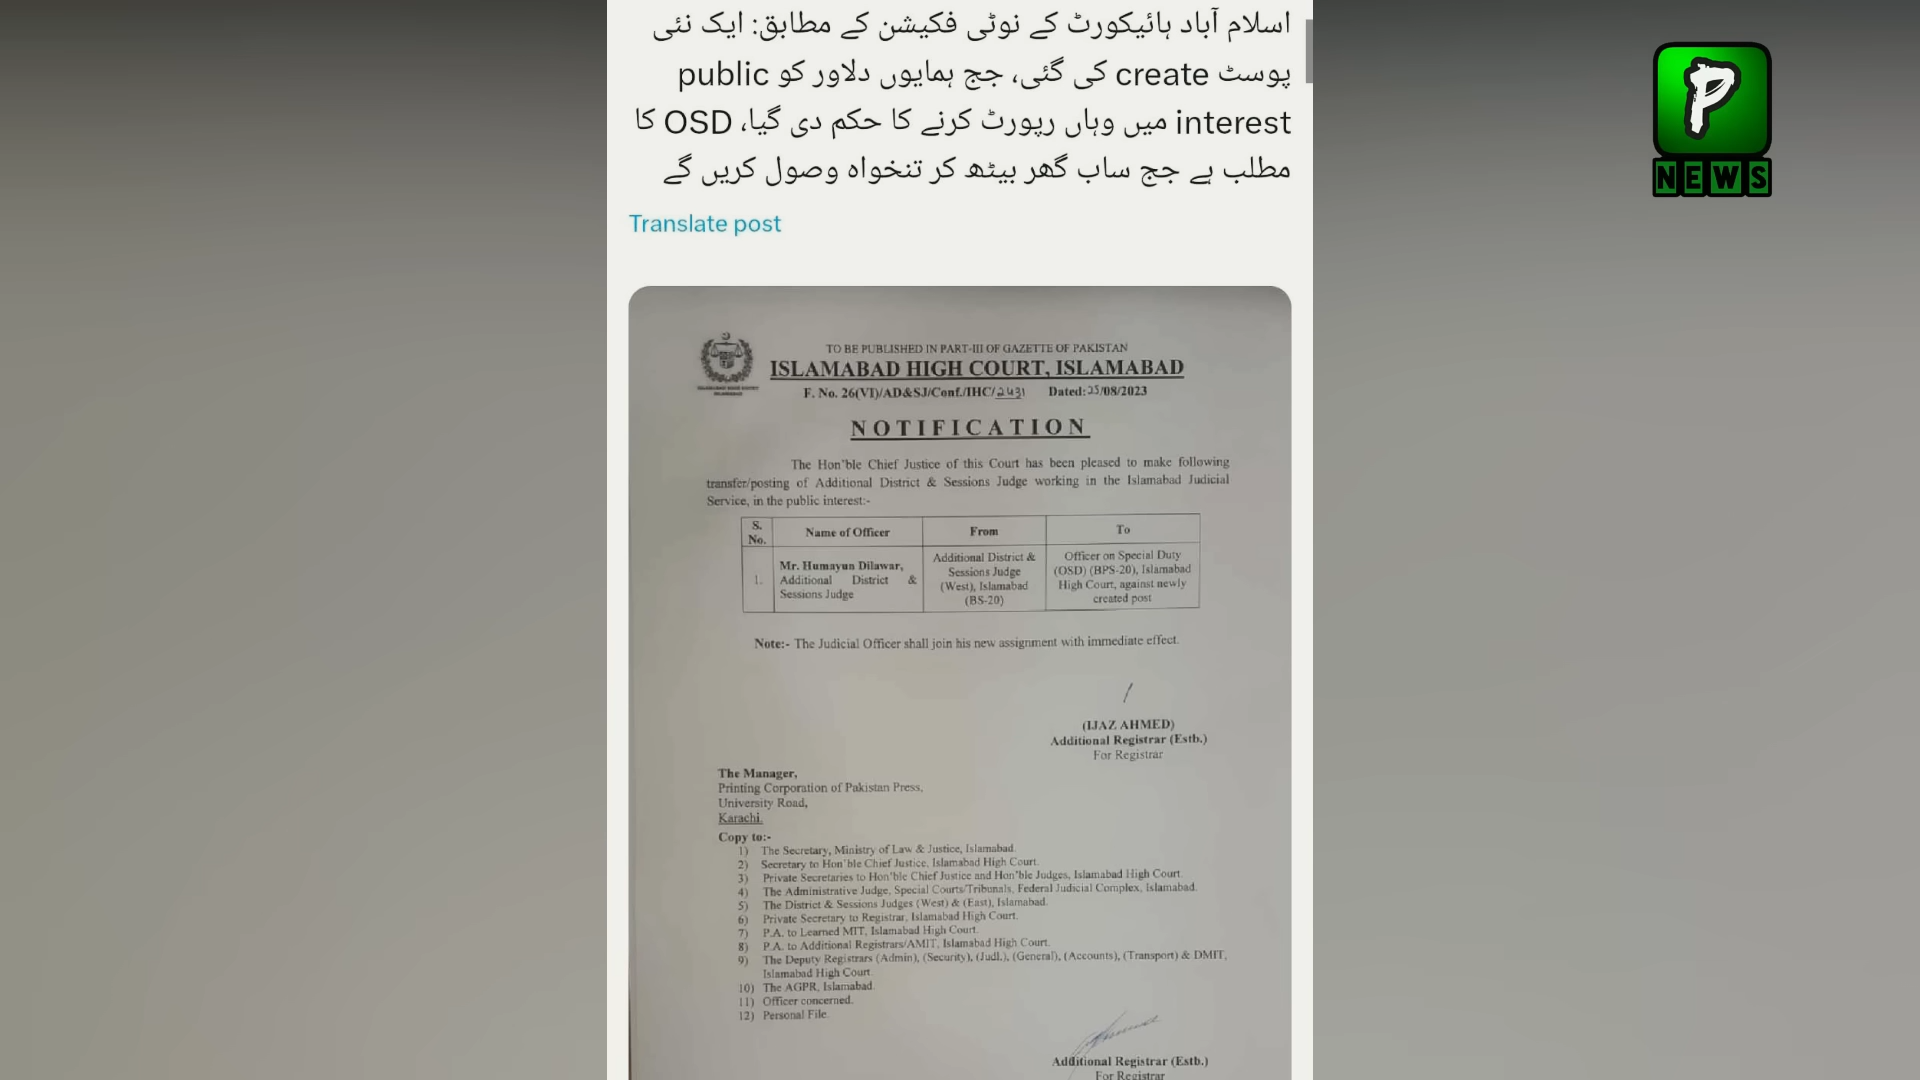 اسلام آباد ہائیکورٹ کے نوٹی فکیشن کے مطابق: ایک نئی
پوسٹ create کی گئی، جج ہمایوں دلاور کو public
interest میں وہاں رپورٹ کرنے کا حکم دی گیا، OSD کا
مطلب ہے جج ساب گھر بیٹھ کر تنخواہ وصول کریں گے
Translate post
P
NEWS
TO BE PUBLISHED IN PART-III OF GAZETTE OF PAKISTAN
ISLAMABAD HIGH COURT, ISLAMABAD
F. No. 26(VI)/AD&SJ/Conf./IHC/2431 Dated: 25/08/2023
NOTIFICATION
The Hon'ble Chief Justice of this Court has been pleased to make following
transfer/posting of Additional District & Sessions Judge working in the Islamabad Judicial
Service, in the public interest:-
S. No. Name of Officer From To
1. Mr. Humayun Dilawar, Additional District & Sessions Judge
Additional District & Sessions Judge (West), Islamabad (BS-20)
Officer on Special Duty (OSD) (BPS-20), Islamabad High Court, against newly created post
Note:- The Judicial Officer shall join his new assignment with immediate effect.
(IJAZ AHMED)
Additional Registrar (Estb.)
For Registrar
The Manager,
Printing Corporation of Pakistan Press,
University Road,
Karachi.
Copy to:-
1) The Secretary, Ministry of Law & Justice, Islamabad.
2) Secretary to Hon'ble Chief Justice, Islamabad High Court.
3) Private Secretaries to Hon'ble Chief Justice and Hon'ble Judges, Islamabad High Court.
4) The Administrative Judge, Special Courts/Tribunals, Federal Judicial Complex, Islamabad.
5) The District & Sessions Judges (West) & (East), Islamabad.
6) Private Secretary to Registrar, Islamabad High Court.
7) P.A. to Learned MIT, Islamabad High Court.
8) P.A. to Additional Registrars/AMIT, Islamabad High Court.
9) The Deputy Registrars (Admin), (Security), (Judl.), (General), (Accounts), (Transport) & DMIT,
Islamabad High Court.
10) The AGPR, Islamabad.
11) Officer concerned.
12) Personal File.
Additional Registrar (Estb.)
For Registrar